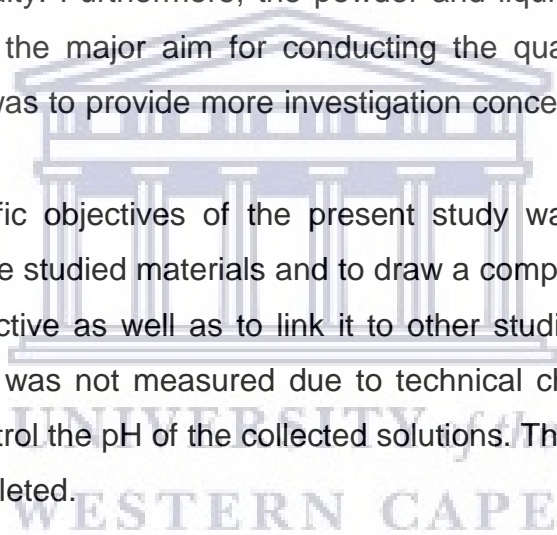 ity. Furthermore, the powder and liqu
the major aim for conducting the qua
was to provide more investigation conce
fic objectives of the present study wa
e studied materials and to draw a comp
ctive as well as to link it to other studi
was not measured due to technical ch
trol the pH of the collected solutions. Th
leted.
UNIVERSITY of the
WESTERN CAPE